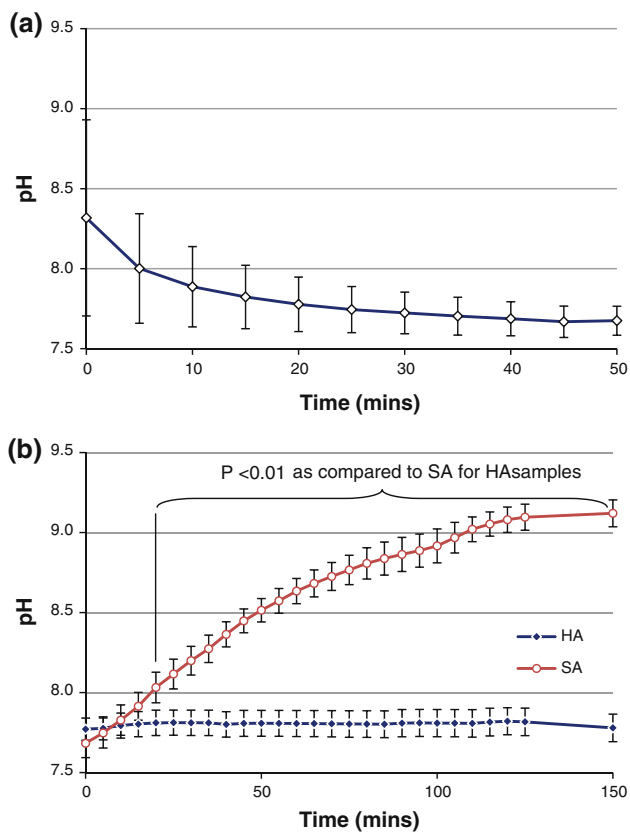 (a)
9.5
9.0
8.5
8.0
7.5
pH
0 10 20 30 40 50
Time (mins)
(b)
9.5
9.0
8.5
8.0
7.5
pH
P <0.01 as compared to SA for HAsamples
HA
SA
0 50 100 150
Time (mins)